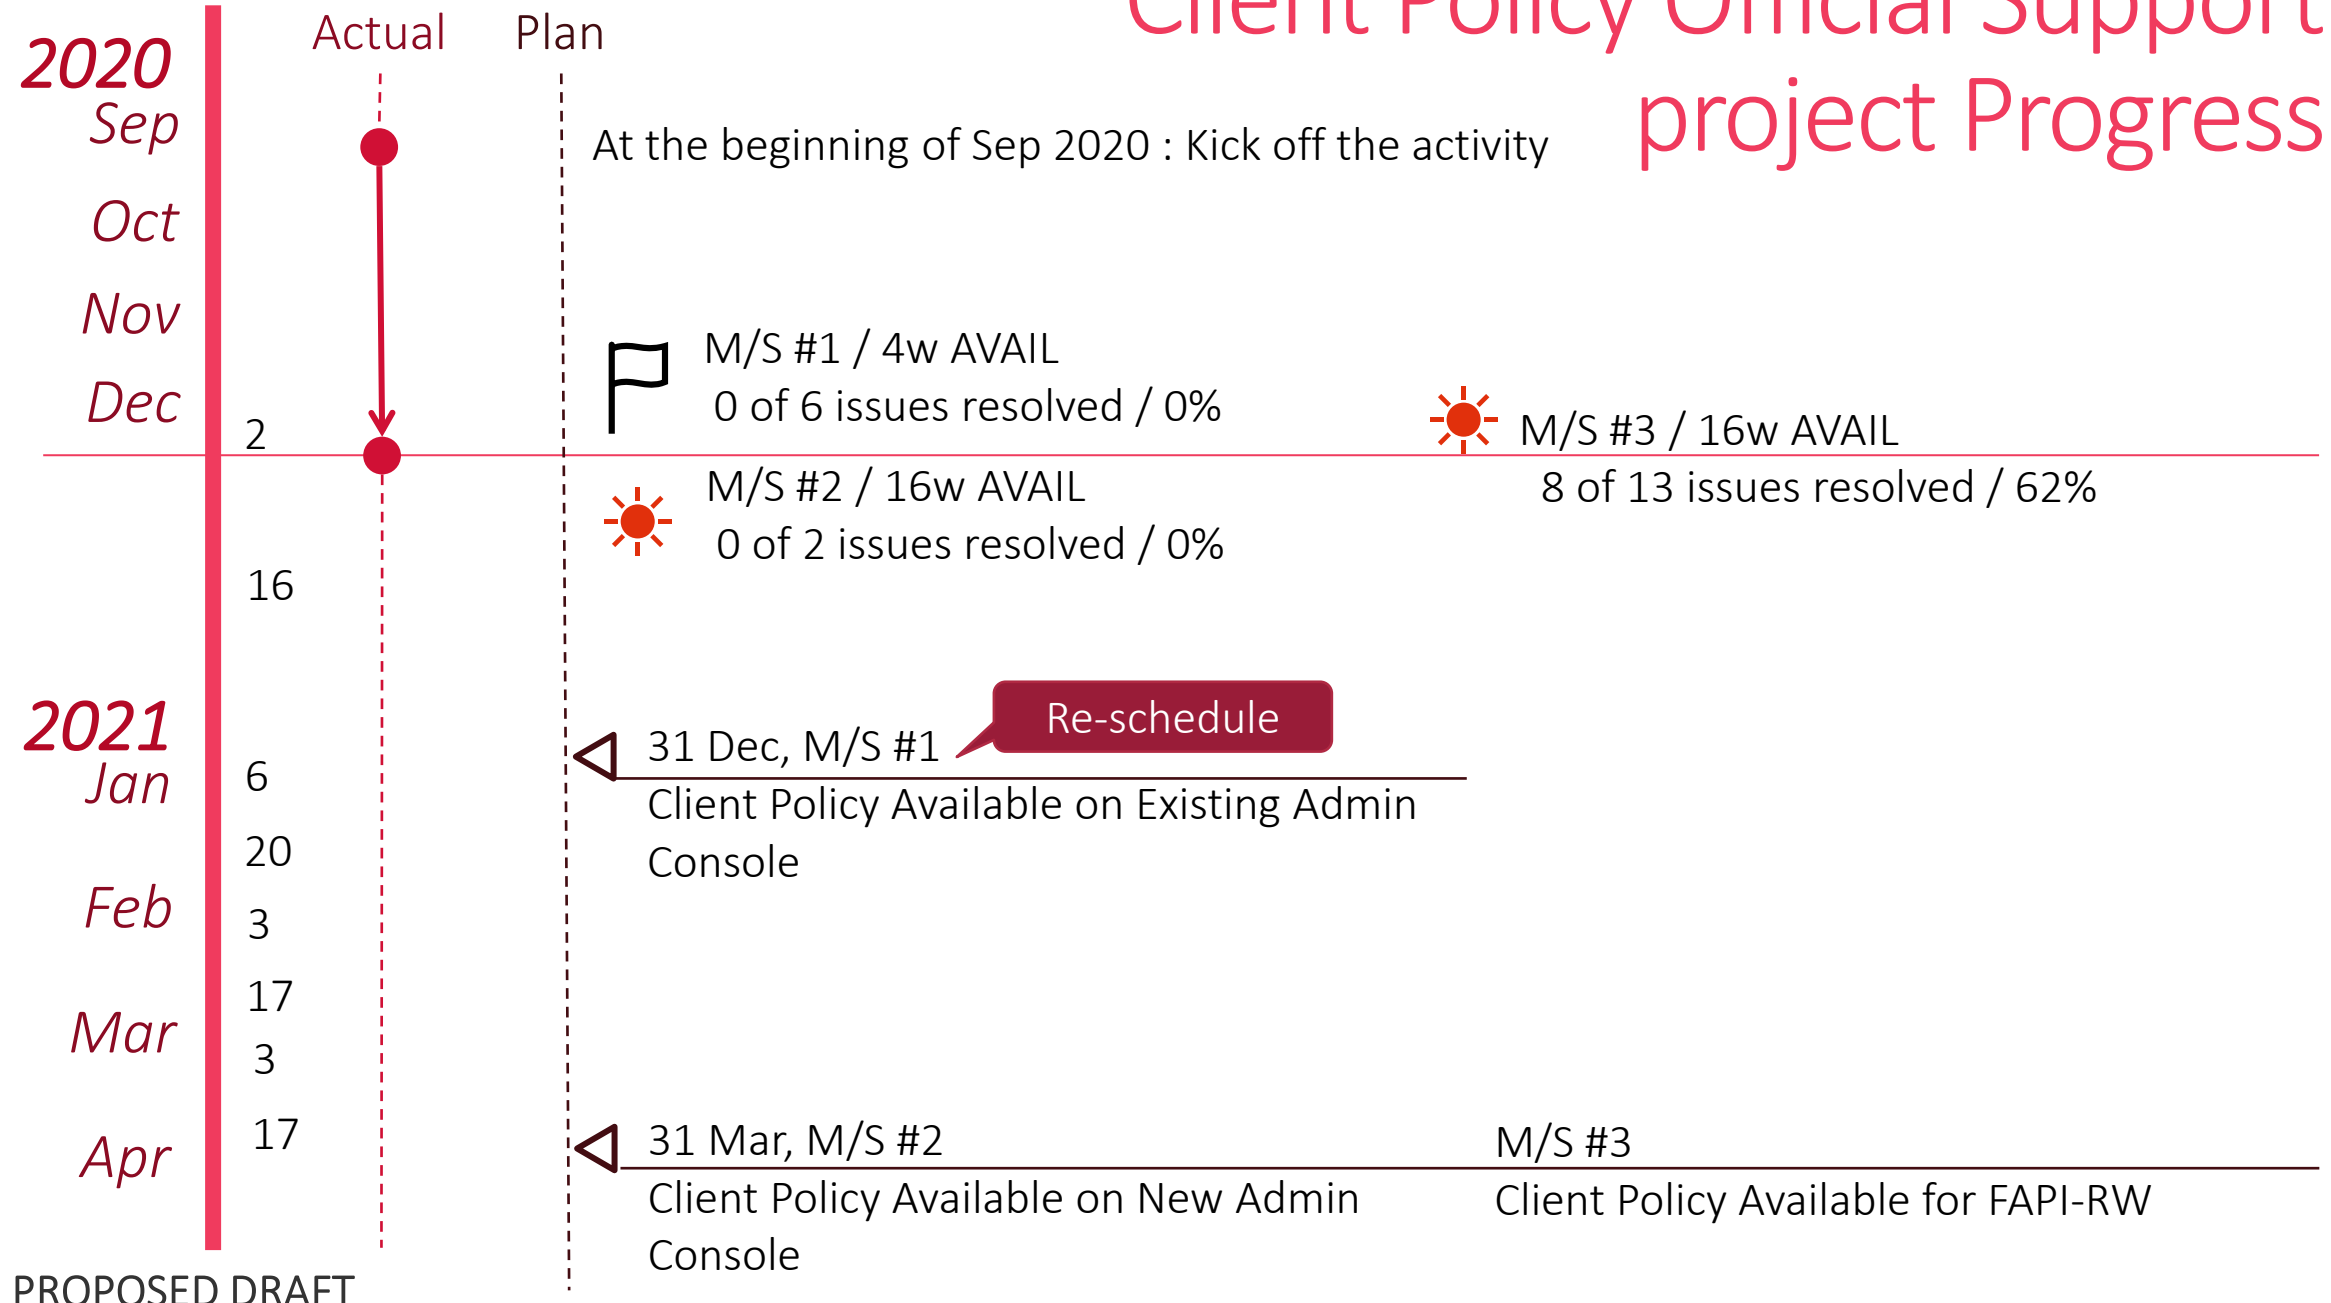 Client Policy Official Support
project Progress
Actual
Plan
2020
Sep
At the beginning of Sep 2020 : Kick off the activity
Oct
Nov
Dec
2
M/S #1 / 4w AVAIL
0 of 6 issues resolved / 0%
M/S #3 / 16w AVAIL
8 of 13 issues resolved / 62%
M/S #2 / 16w AVAIL
0 of 2 issues resolved / 0%
16
2021
Jan
6
31 Dec, M/S #1
Re-schedule
Client Policy Available on Existing Admin
Console
20
Feb
3
17
Mar
3
17
Apr
31 Mar, M/S #2
Client Policy Available on New Admin
Console
M/S #3
Client Policy Available for FAPI-RW
PROPOSED DRAFT